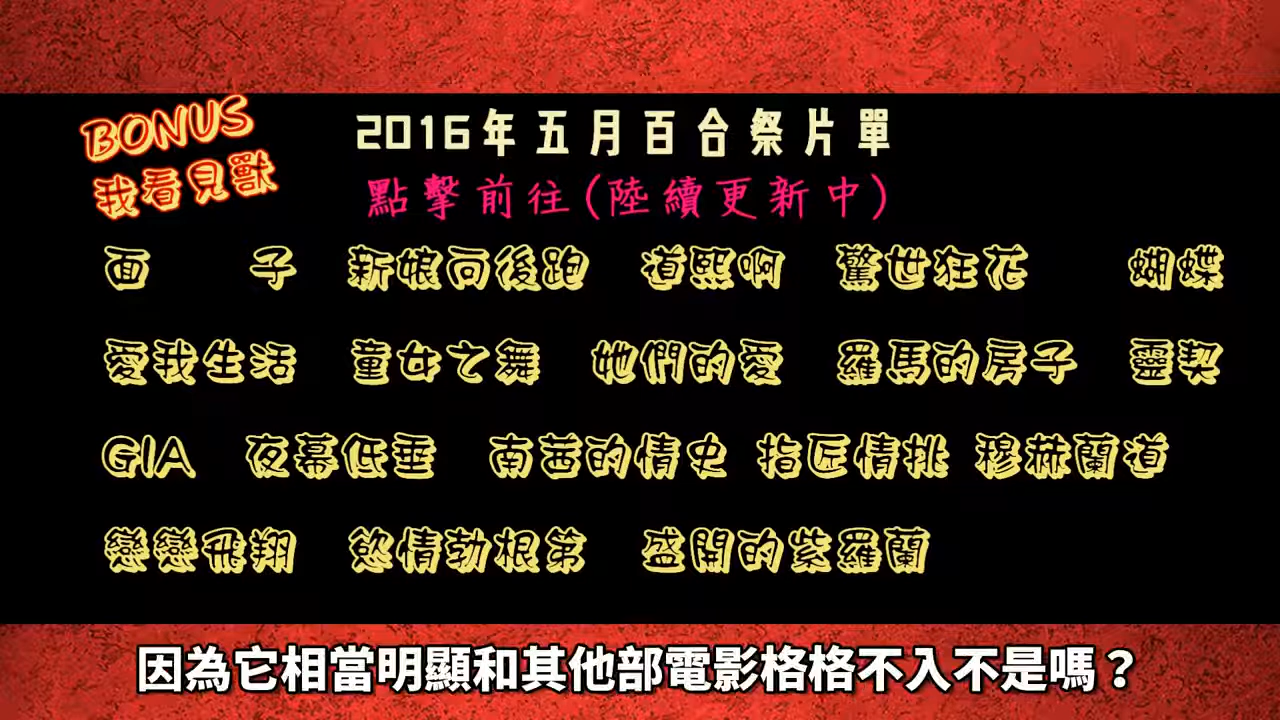 BONUS
我看見獸
2016年五月百合祭片單
點擊前往(陸續更新中)
面子 新娘向後跑 道熙啊 驚世狂花 蝴蝶
愛我生活 童女之舞 她們的愛 羅馬的房子 靈契
GIA 夜幕低垂 南茜的情史 指匠情挑 穆赫蘭道
戀戀飛翔 慾情勃根第 盛開的紫羅蘭
因為它相當明顯和其他部電影格格不入不是嗎？